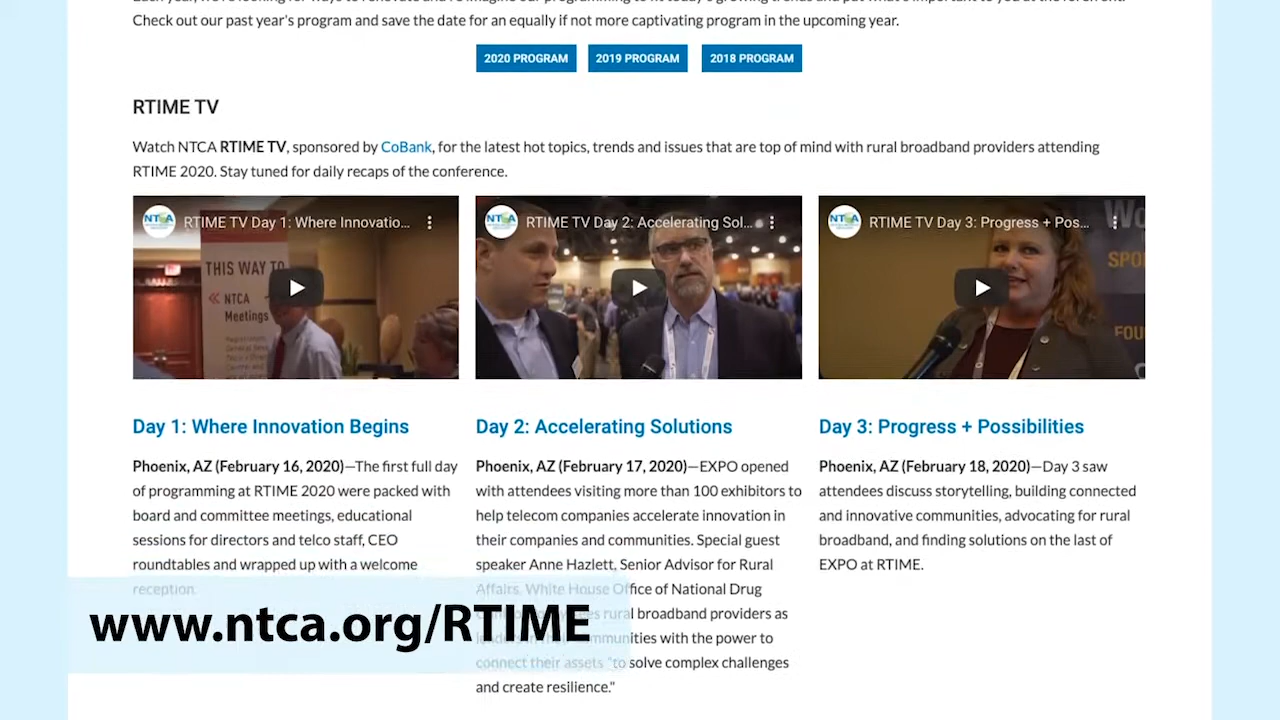 Check out our past year's program and save the date for an equally if not more captivating program in the upcoming year.
2020 PROGRAM 2019 PROGRAM 2018 PROGRAM
RTIME TV
Watch NTCA RTIME TV, sponsored by CoBank, for the latest hot topics, trends and issues that are top of mind with rural broadband providers attending
RTIME 2020. Stay tuned for daily recaps of the conference.
NTCA RTIME TV Day 1: Where Innovatio...
THIS WAY TO
NTCA
Meetings
NTCA RTIME TV Day 2: Accelerating Sol...
NTCA RTIME TV Day 3: Progress + Pos...
Day 1: Where Innovation Begins
Phoenix, AZ (February 16, 2020)—The first full day
of programming at RTIME 2020 were packed with
board and committee meetings, educational
sessions for directors and telco staff, CEO
roundtables and wrapped up with a welcome
reception.
Day 2: Accelerating Solutions
Phoenix, AZ (February 17, 2020)—EXPO opened
with attendees visiting more than 100 exhibitors to
help telecom companies accelerate innovation in
their companies and communities. Special guest
speaker Anne Hazlett, Senior Advisor for Rural
Affairs, White House Office of National Drug
rural broadband providers as
with the power to
connect their assets "to solve complex challenges
and create resilience."
Day 3: Progress + Possibilities
Phoenix, AZ (February 18, 2020)—Day 3 saw
attendees discuss storytelling, building connected
and innovative communities, advocating for rural
broadband, and finding solutions on the last of
EXPO at RTIME.
www.ntca.org/RTIME